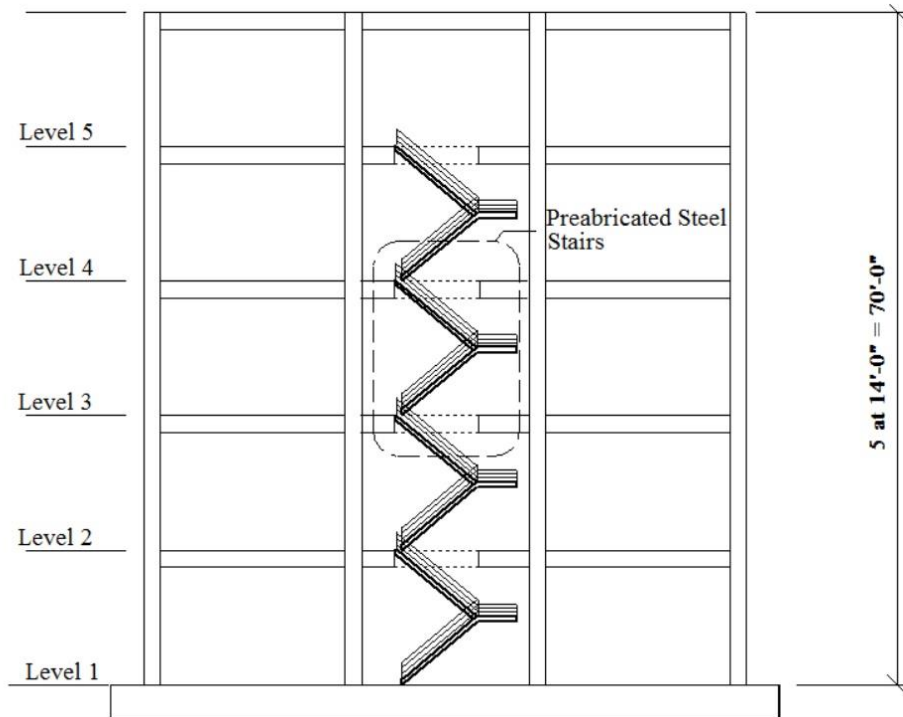 Level 5
Preabricated Steel
Stairs
Level 4
Level 3
Level 2
Level 1
5 at 14'-0" = 70'-0"